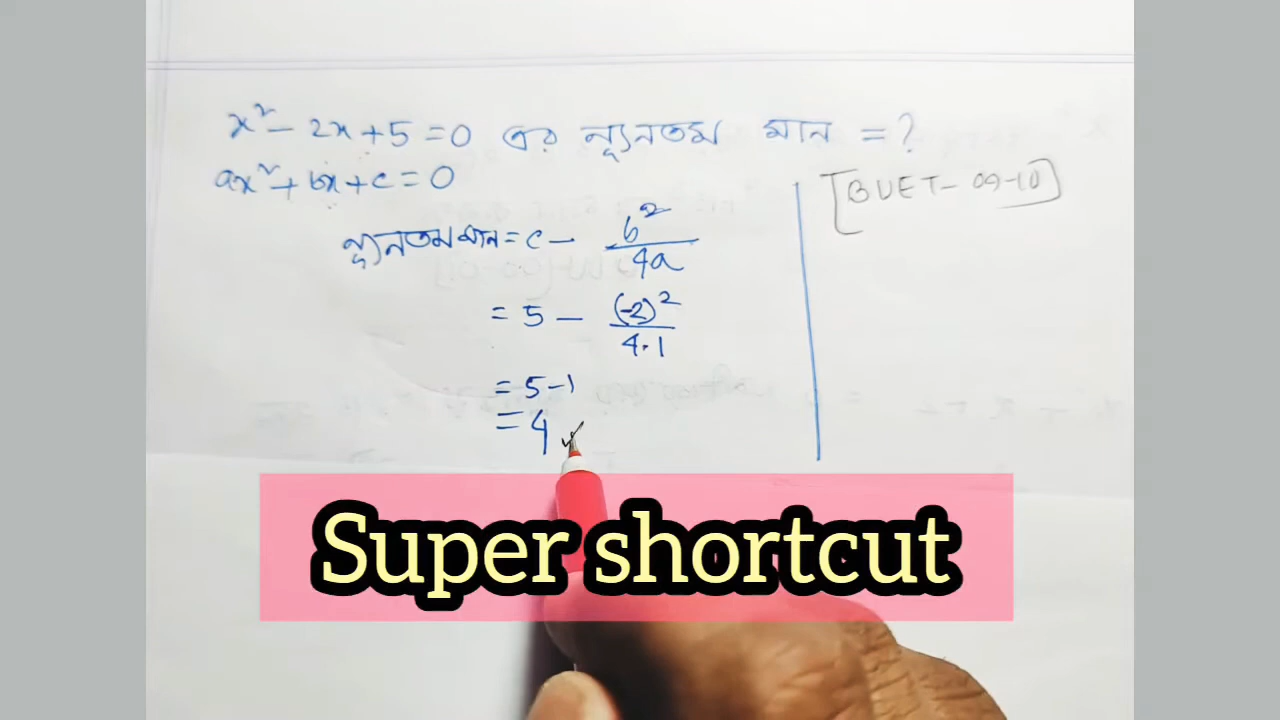 x² - 2x + 5 = 0 এর ন্যূনতম মান = ?
ax² + bx + c = 0
[BUET - 09-10]
ন্যূনতম মান = c - b²/4a
= 5 - (-2)²/4·1
= 5 - 1
= 4
Super shortcut